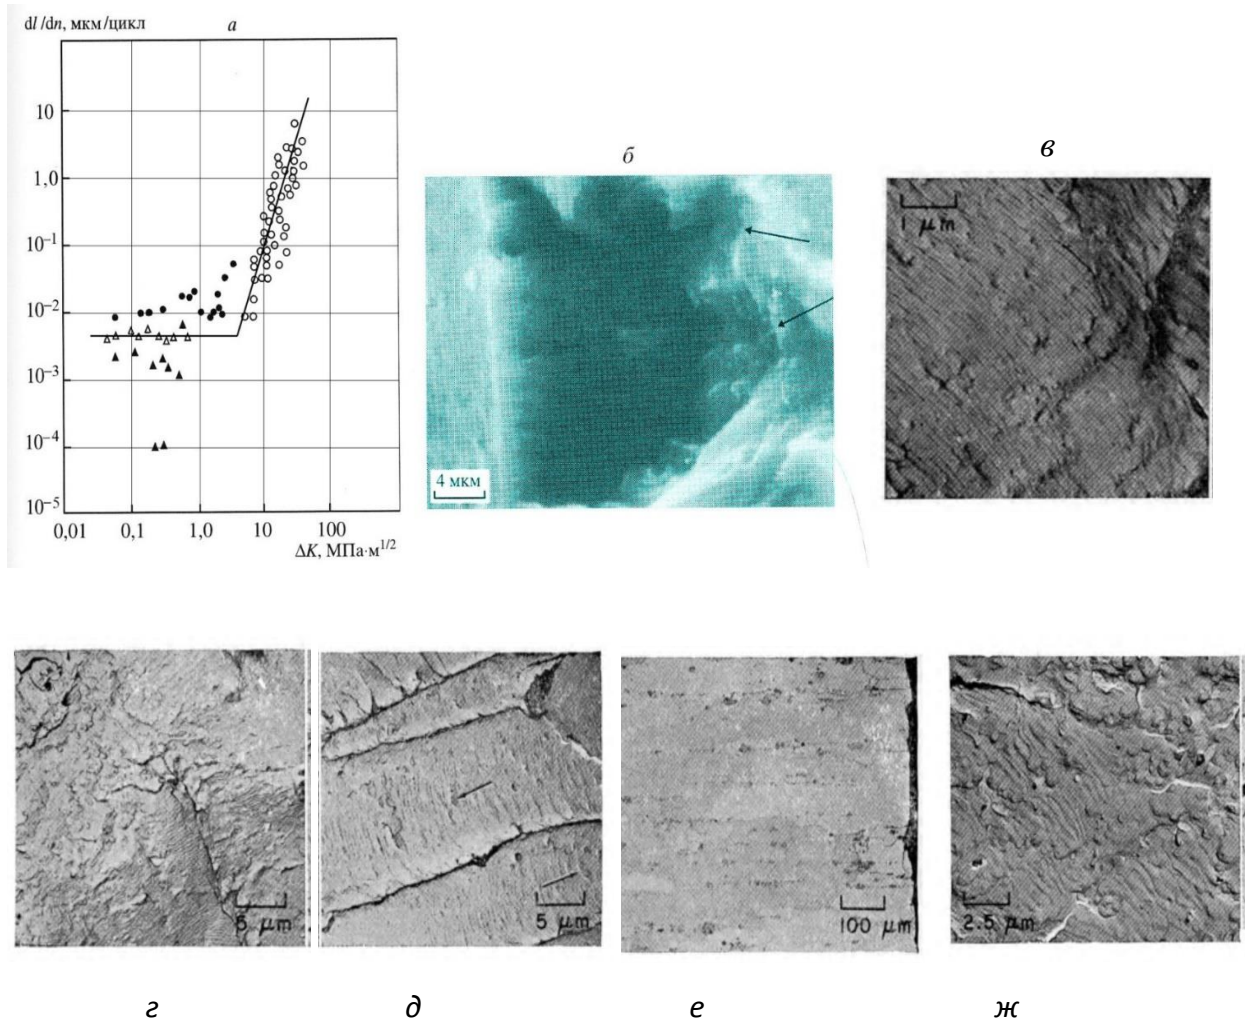 dl/dn, мкм/цикл
а
10
1,0
10⁻¹
10⁻²
10⁻³
10⁻⁴
10⁻⁵
0,01
0,1
1,0
10
100
ΔK, МПа·м¹/²
б
4 мкм
в
1 μm
5 μm
5 μm
100 μm
2.5 μm
г
д
е
ж